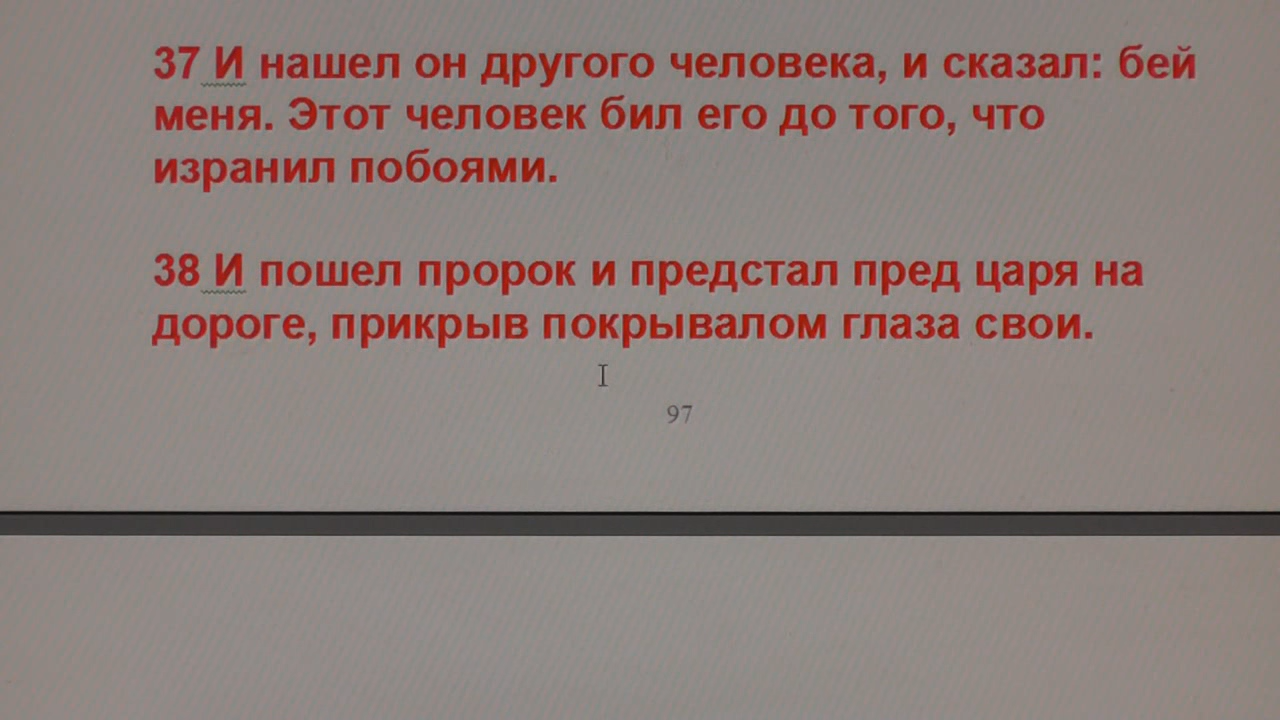 37 И нашел он другого человека, и сказал: бей
меня. Этот человек бил его до того, что
изранил побоями.
38 И пошел пророк и предстал пред царя на
дороге, прикрыв покрывалом глаза свои.
97